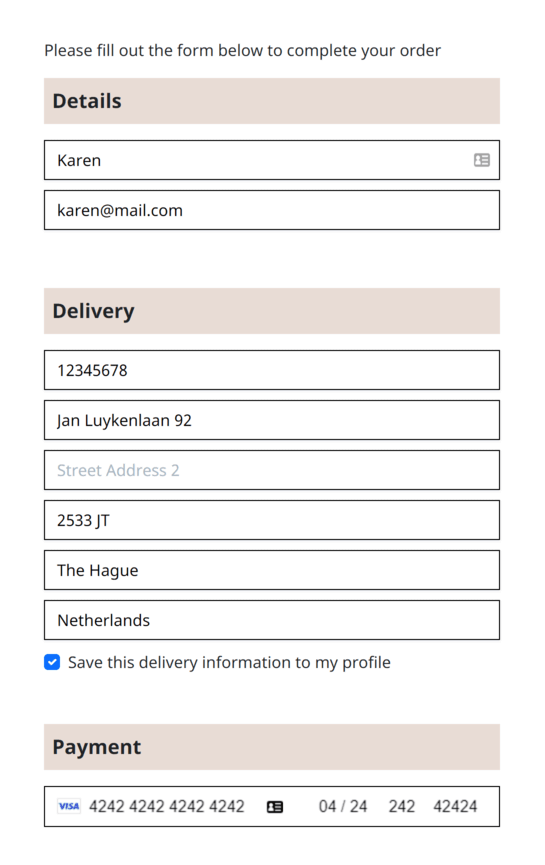 Please fill out the form below to complete your order
Details
Karen
karen@mail.com
Delivery
12345678
Jan Luykenlaan 92
Street Address 2
2533 JT
The Hague
Netherlands
Save this delivery information to my profile
Payment
VISA 4242 4242 4242 4242 04 / 24 242 42424